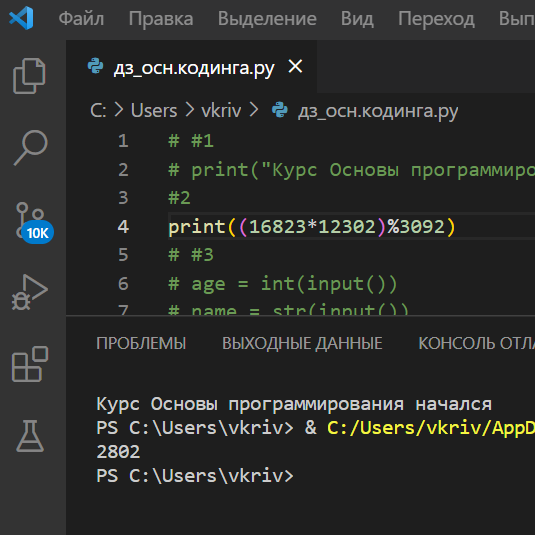 Файл Правка Выделение Вид Переход Вып
дз_осн.кодинга.py
C: Users vkriv дз_осн.кодинга.py
1 # #1
2 # print("Курс Основы программиро
3 #2
4 print((16823*12302)%3092)
5 # #3
6 # age = int(input())
7 # name = str(input())
10K
ПРОБЛЕМЫ ВЫХОДНЫЕ ДАННЫЕ КОНСОЛЬ ОТЛА
Курс Основы программирования начался
PS C:\Users\vkriv> & C:/Users/vkriv/AppD
2802
PS C:\Users\vkriv>